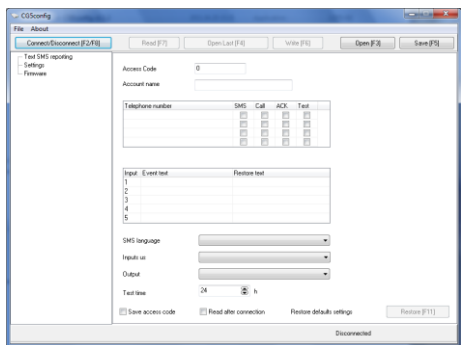 CGSconfig
File About
Connect/Disconnect [F2/F8] Read [F7] Open Last [F4] Write [F6] Open [F3] Save [F5]
Text SMS reporting
Settings
Firmware
Access Code 0
Account name
Telephone number SMS Call ACK Test
Input Event text Restore text
1
2
3
4
5
SMS language
Inputs us
Output
Test time 24 h
Save access code Read after connection Restore defaults settings Restore [F11]
Disconnected